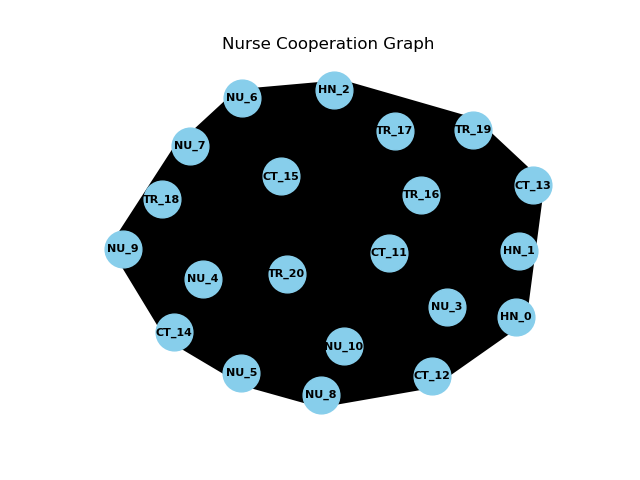 Nurse Cooperation Graph
HN_2
NU_6
TR_17
TR_19
NU_7
CT_15
CT_13
TR_16
TR_18
NU_9
HN_1
CT_11
TR_20
NU_4
NU_3
HN_0
CT_14
NU_10
NU_5
CT_12
NU_8